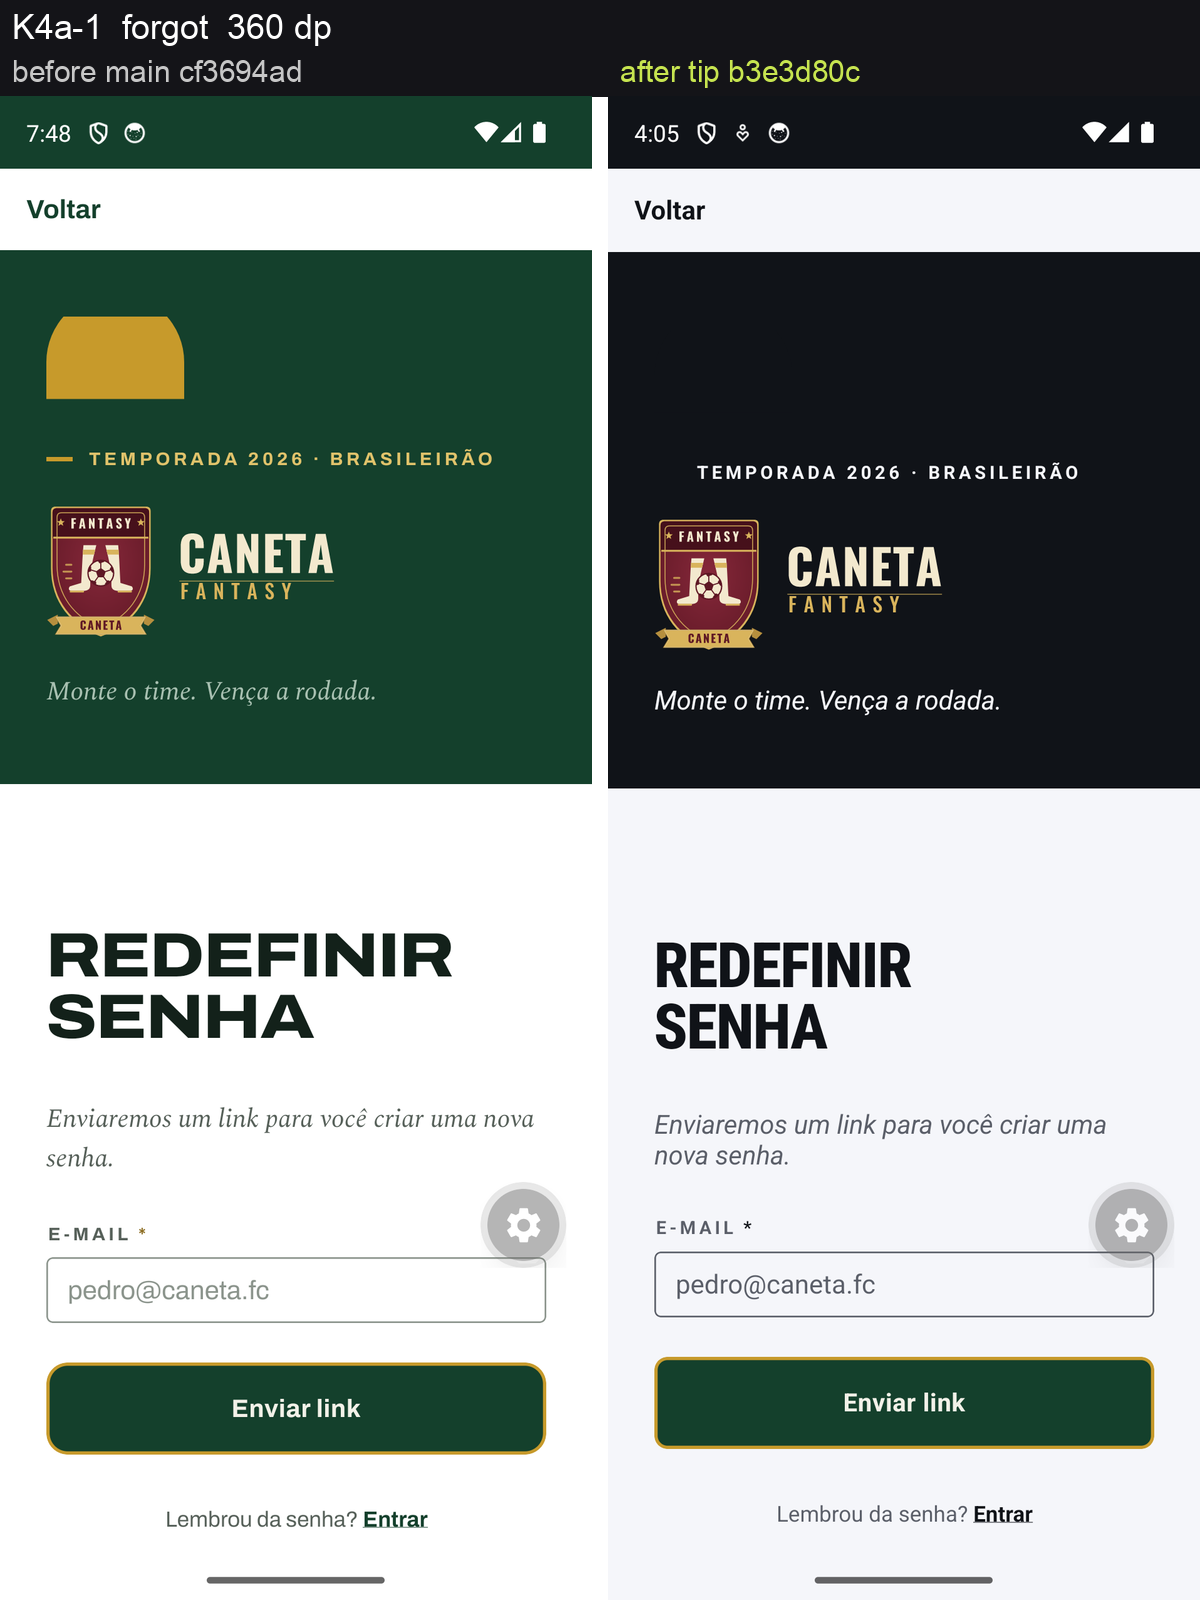 K4a-1 forgot 360 dp
before main cf3694ad
after tip b3e3d80c
7:48
Voltar
TEMPORADA 2026 · BRASILEIRÃO
FANTASY
CANETA
CANETA
FANTASY
Monte o time. Vença a rodada.
REDEFINIR
SENHA
Enviaremos um link para você criar uma nova
senha.
E-MAIL *
pedro@caneta.fc
Enviar link
Lembrou da senha? Entrar
4:05
Voltar
TEMPORADA 2026 · BRASILEIRÃO
FANTASY
CANETA
CANETA
FANTASY
Monte o time. Vença a rodada.
REDEFINIR
SENHA
Enviaremos um link para você criar uma
nova senha.
E-MAIL *
pedro@caneta.fc
Enviar link
Lembrou da senha? Entrar